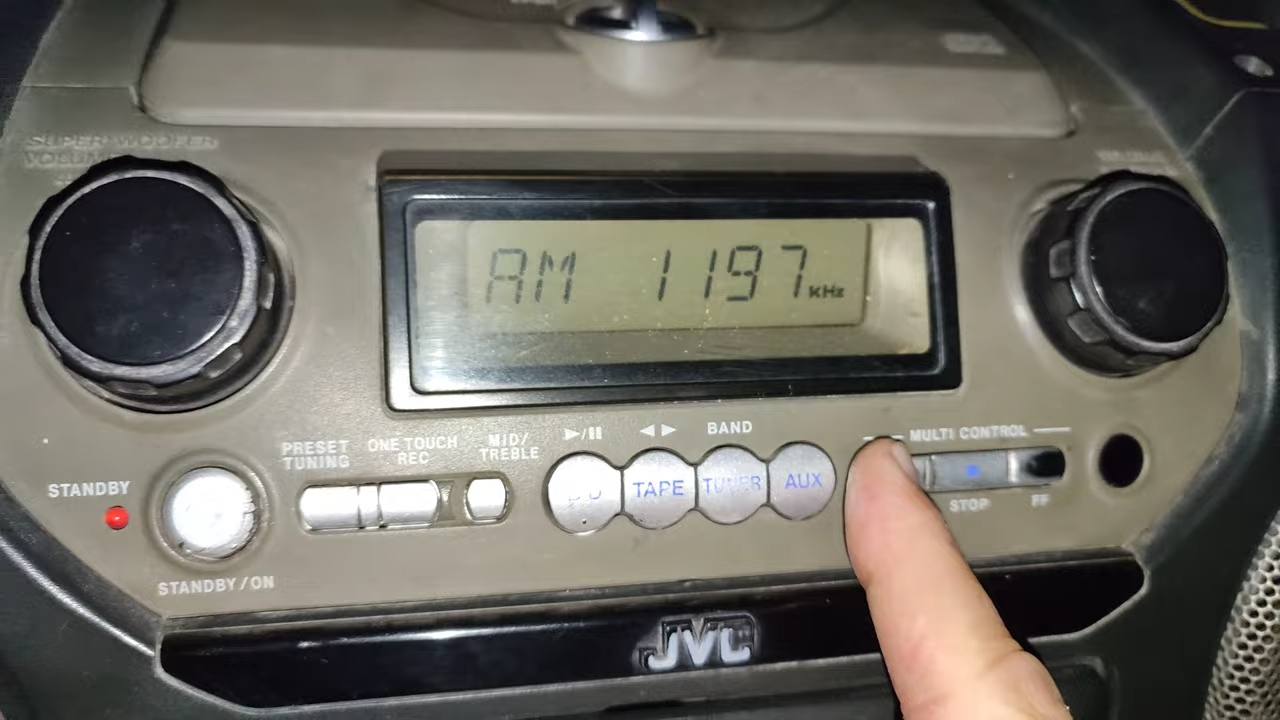 SUPER WOOFER
VOLUME
AM 1197 KHz
PRESET
TUNING
ONE TOUCH
REC
MID/
TREBLE
BAND
MULTI CONTROL
STANDBY
TAPE
TUNER
AUX
STOP
FF
STANDBY/ON
JVC